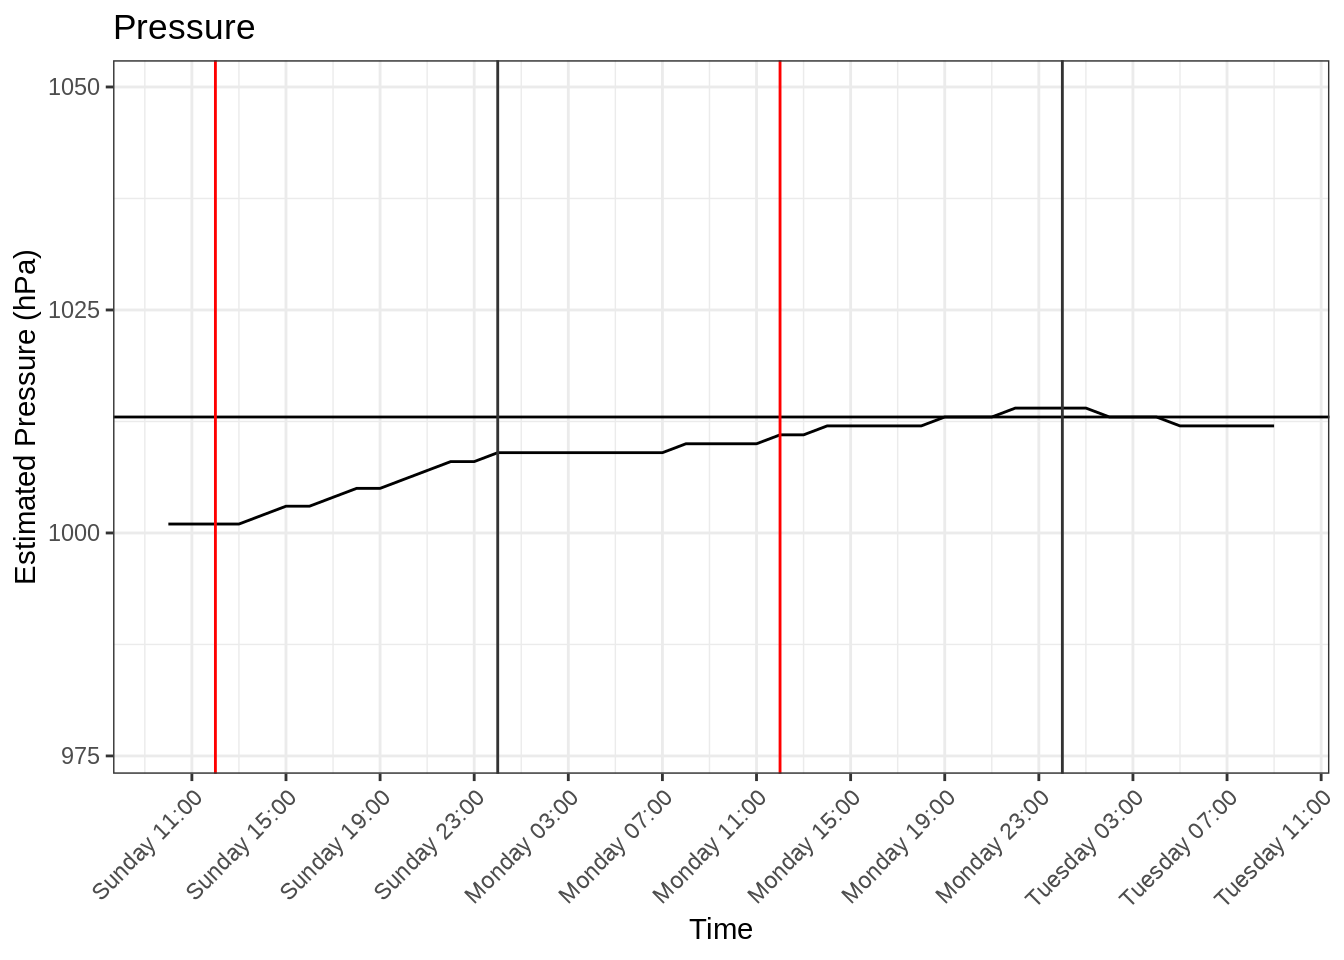 Pressure
Estimated Pressure (hPa)
1050
1025
1000
975
Sunday 11:00
Sunday 15:00
Sunday 19:00
Sunday 23:00
Monday 03:00
Monday 07:00
Monday 11:00
Monday 15:00
Monday 19:00
Monday 23:00
Tuesday 03:00
Tuesday 07:00
Tuesday 11:00
Time